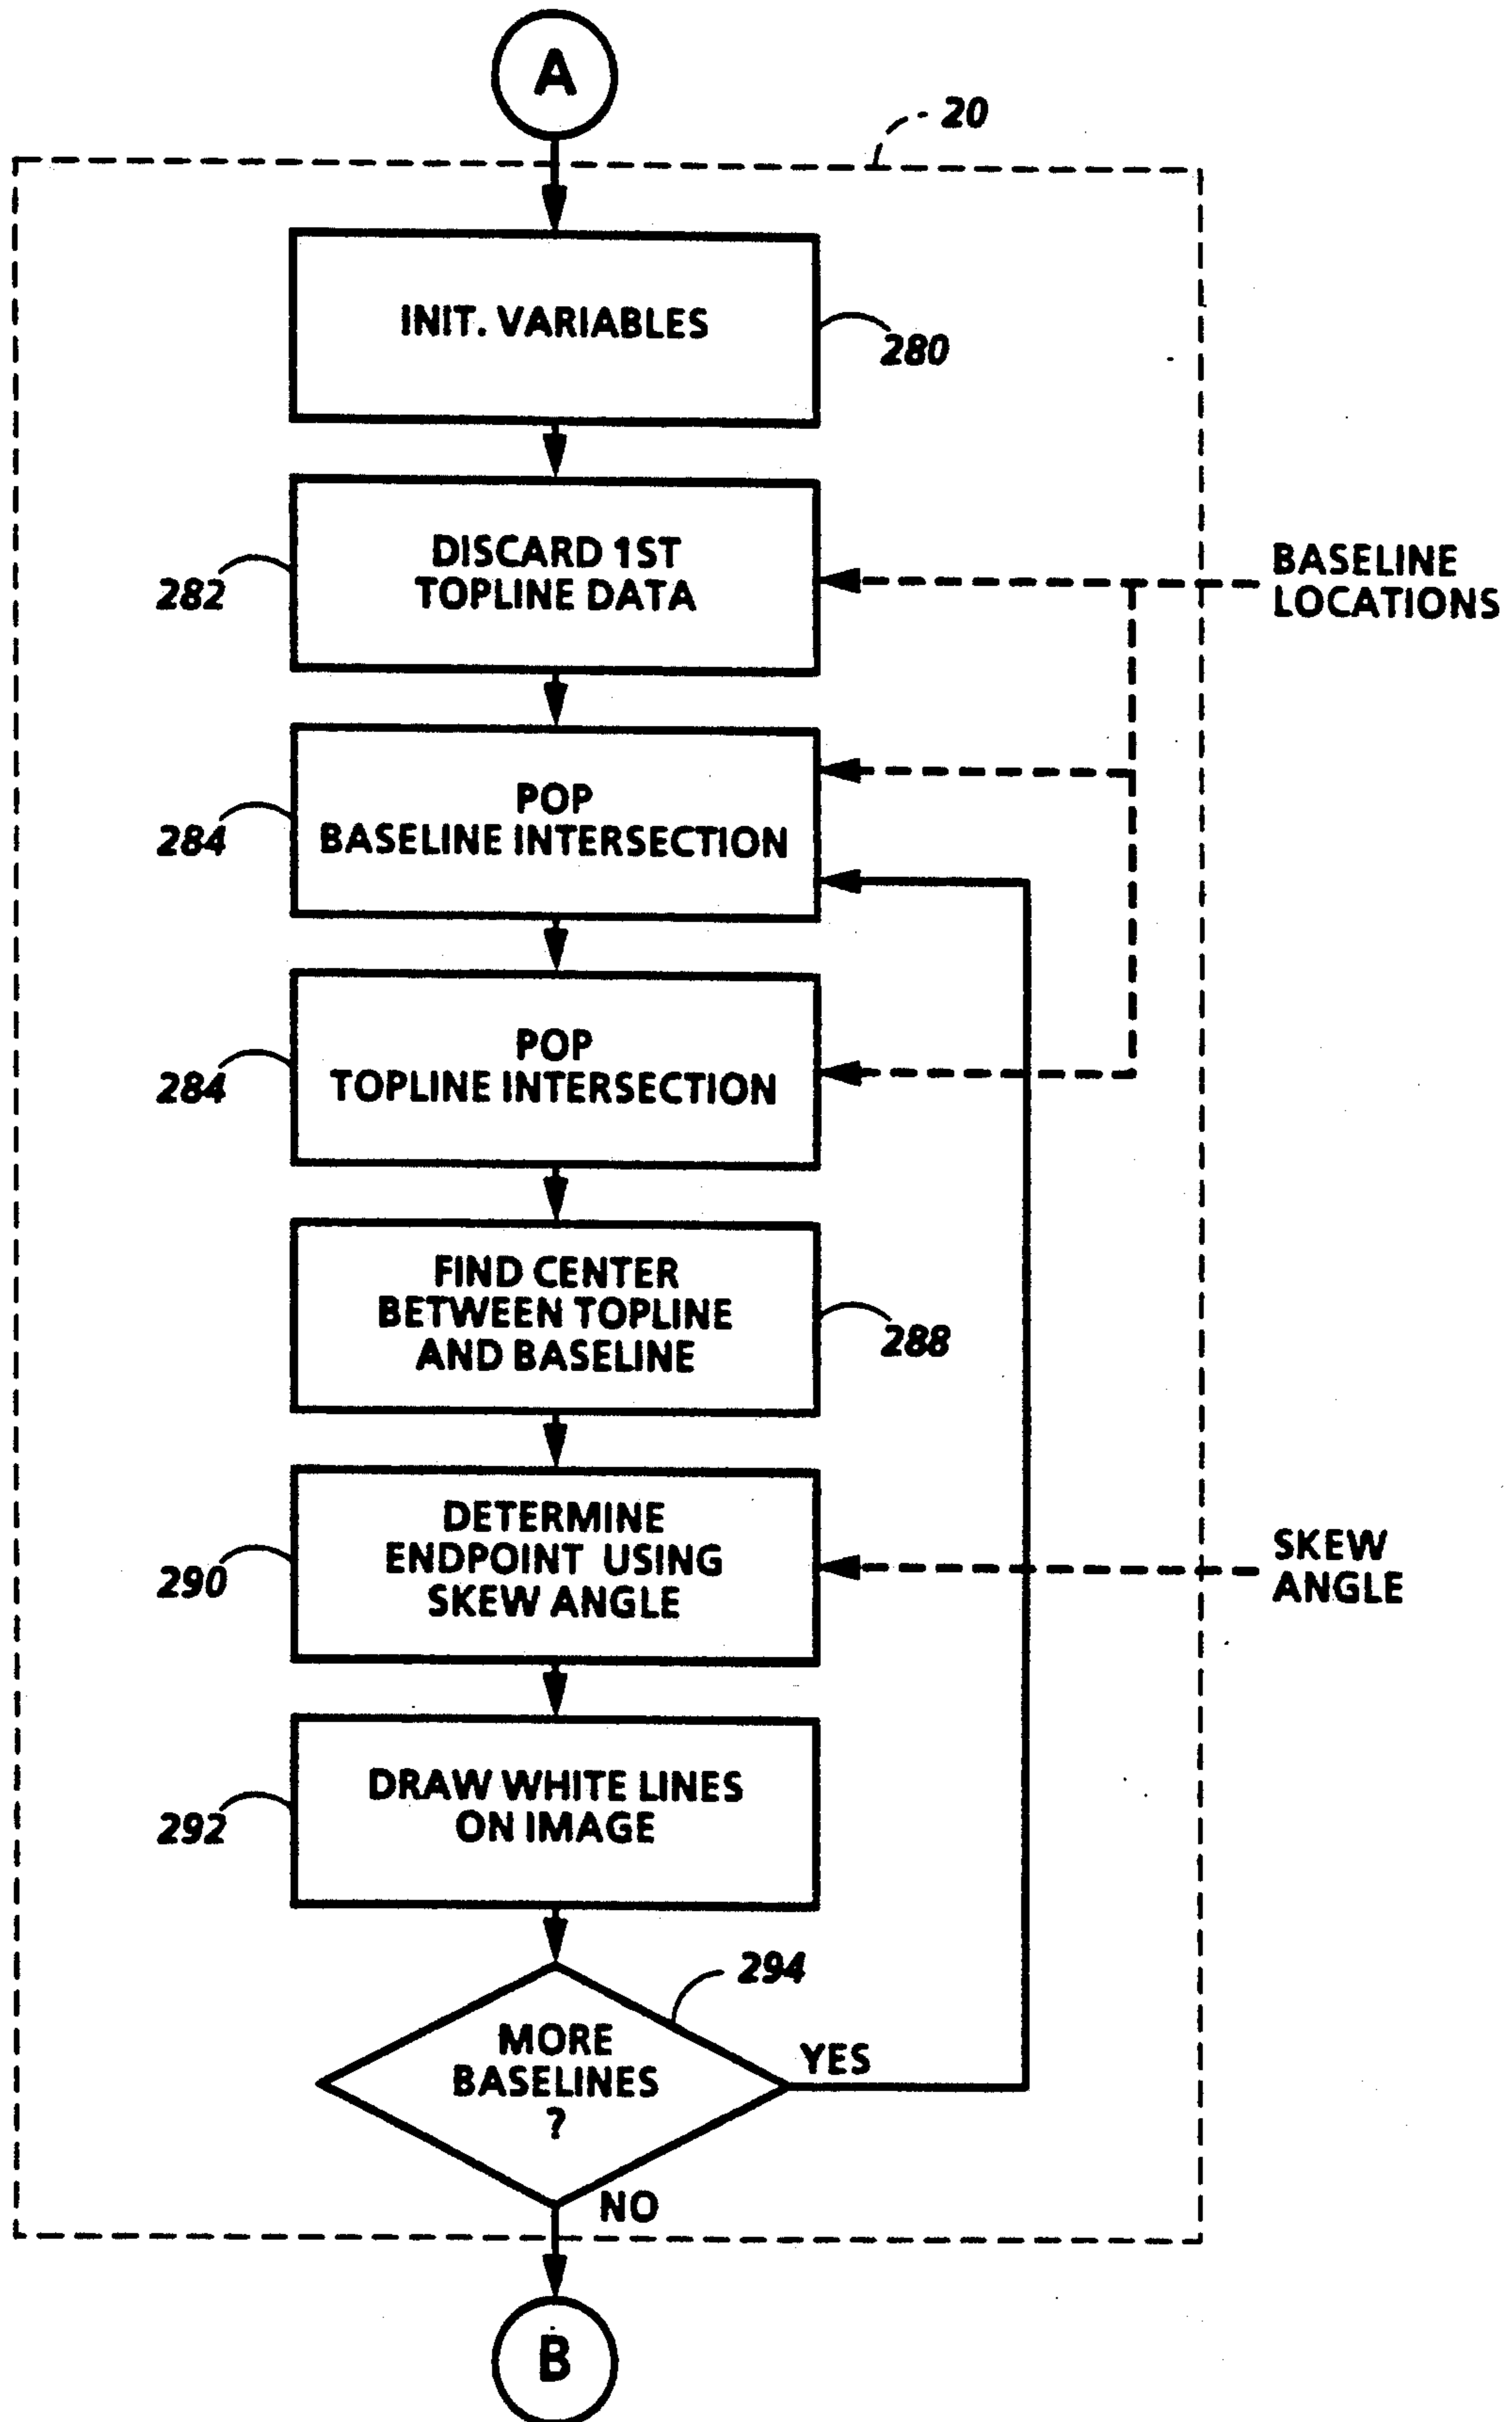 A
20
INIT. VARIABLES
280
DISCARD 1ST
TOPLINE DATA
282
BASELINE
LOCATIONS
POP
BASELINE INTERSECTION
284
POP
TOPLINE INTERSECTION
284
FIND CENTER
BETWEEN TOPLINE
AND BASELINE
288
DETERMINE
ENDPOINT USING
SKEW ANGLE
290
SKEW
ANGLE
DRAW WHITE LINES
ON IMAGE
292
294
MORE
BASELINES
?
YES
NO
B